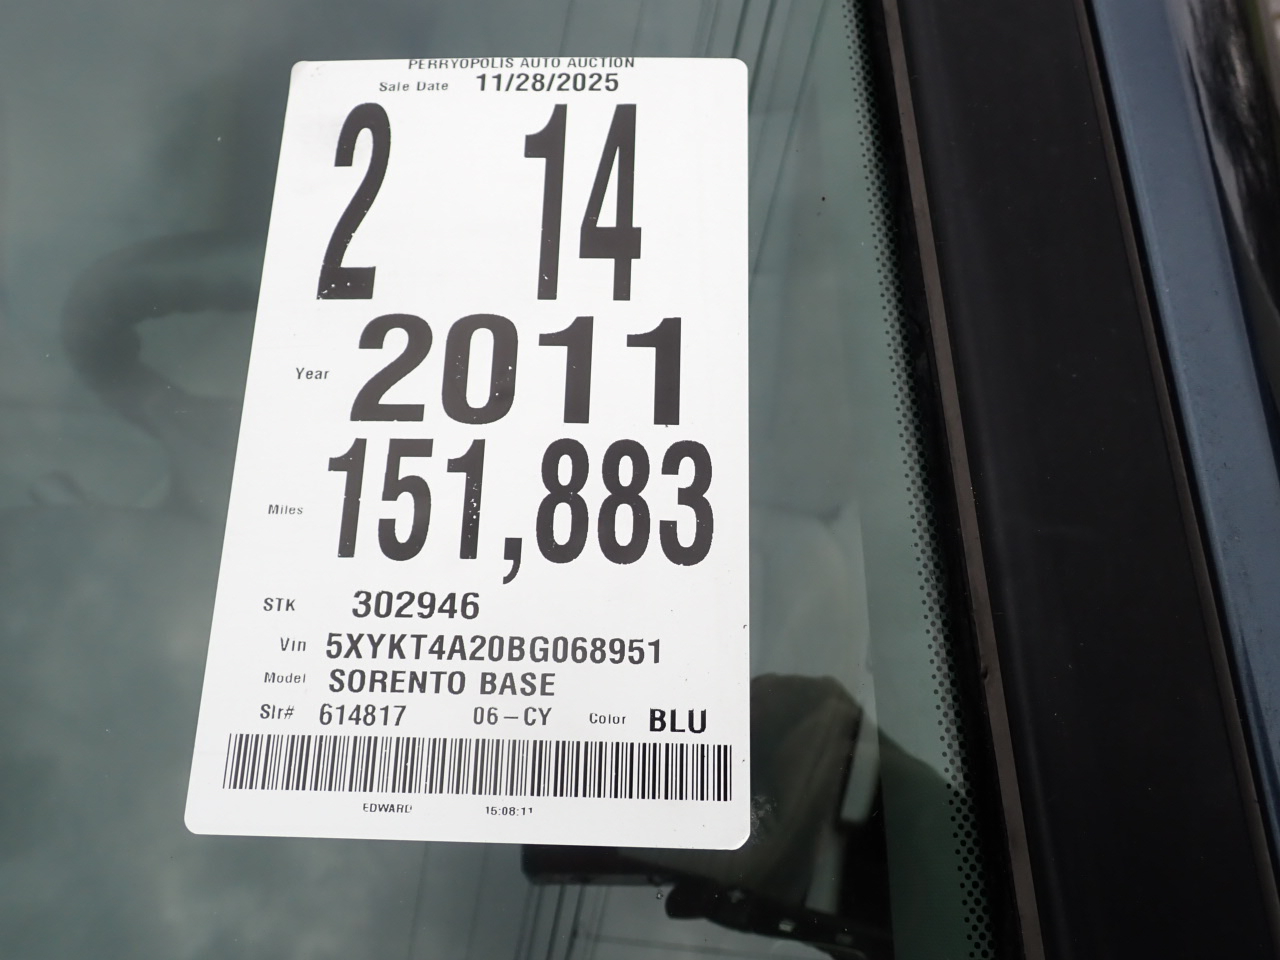 PERRYOPOLIS AUTO AUCTION
Sale Date 11/28/2025
2 14
Year 2011
Miles 151,883
STK 302946
Vin 5XYKT4A20BG068951
Model SORENTO BASE
Slr# 614817 06-CY Color BLU
EDWARD 15:08:11